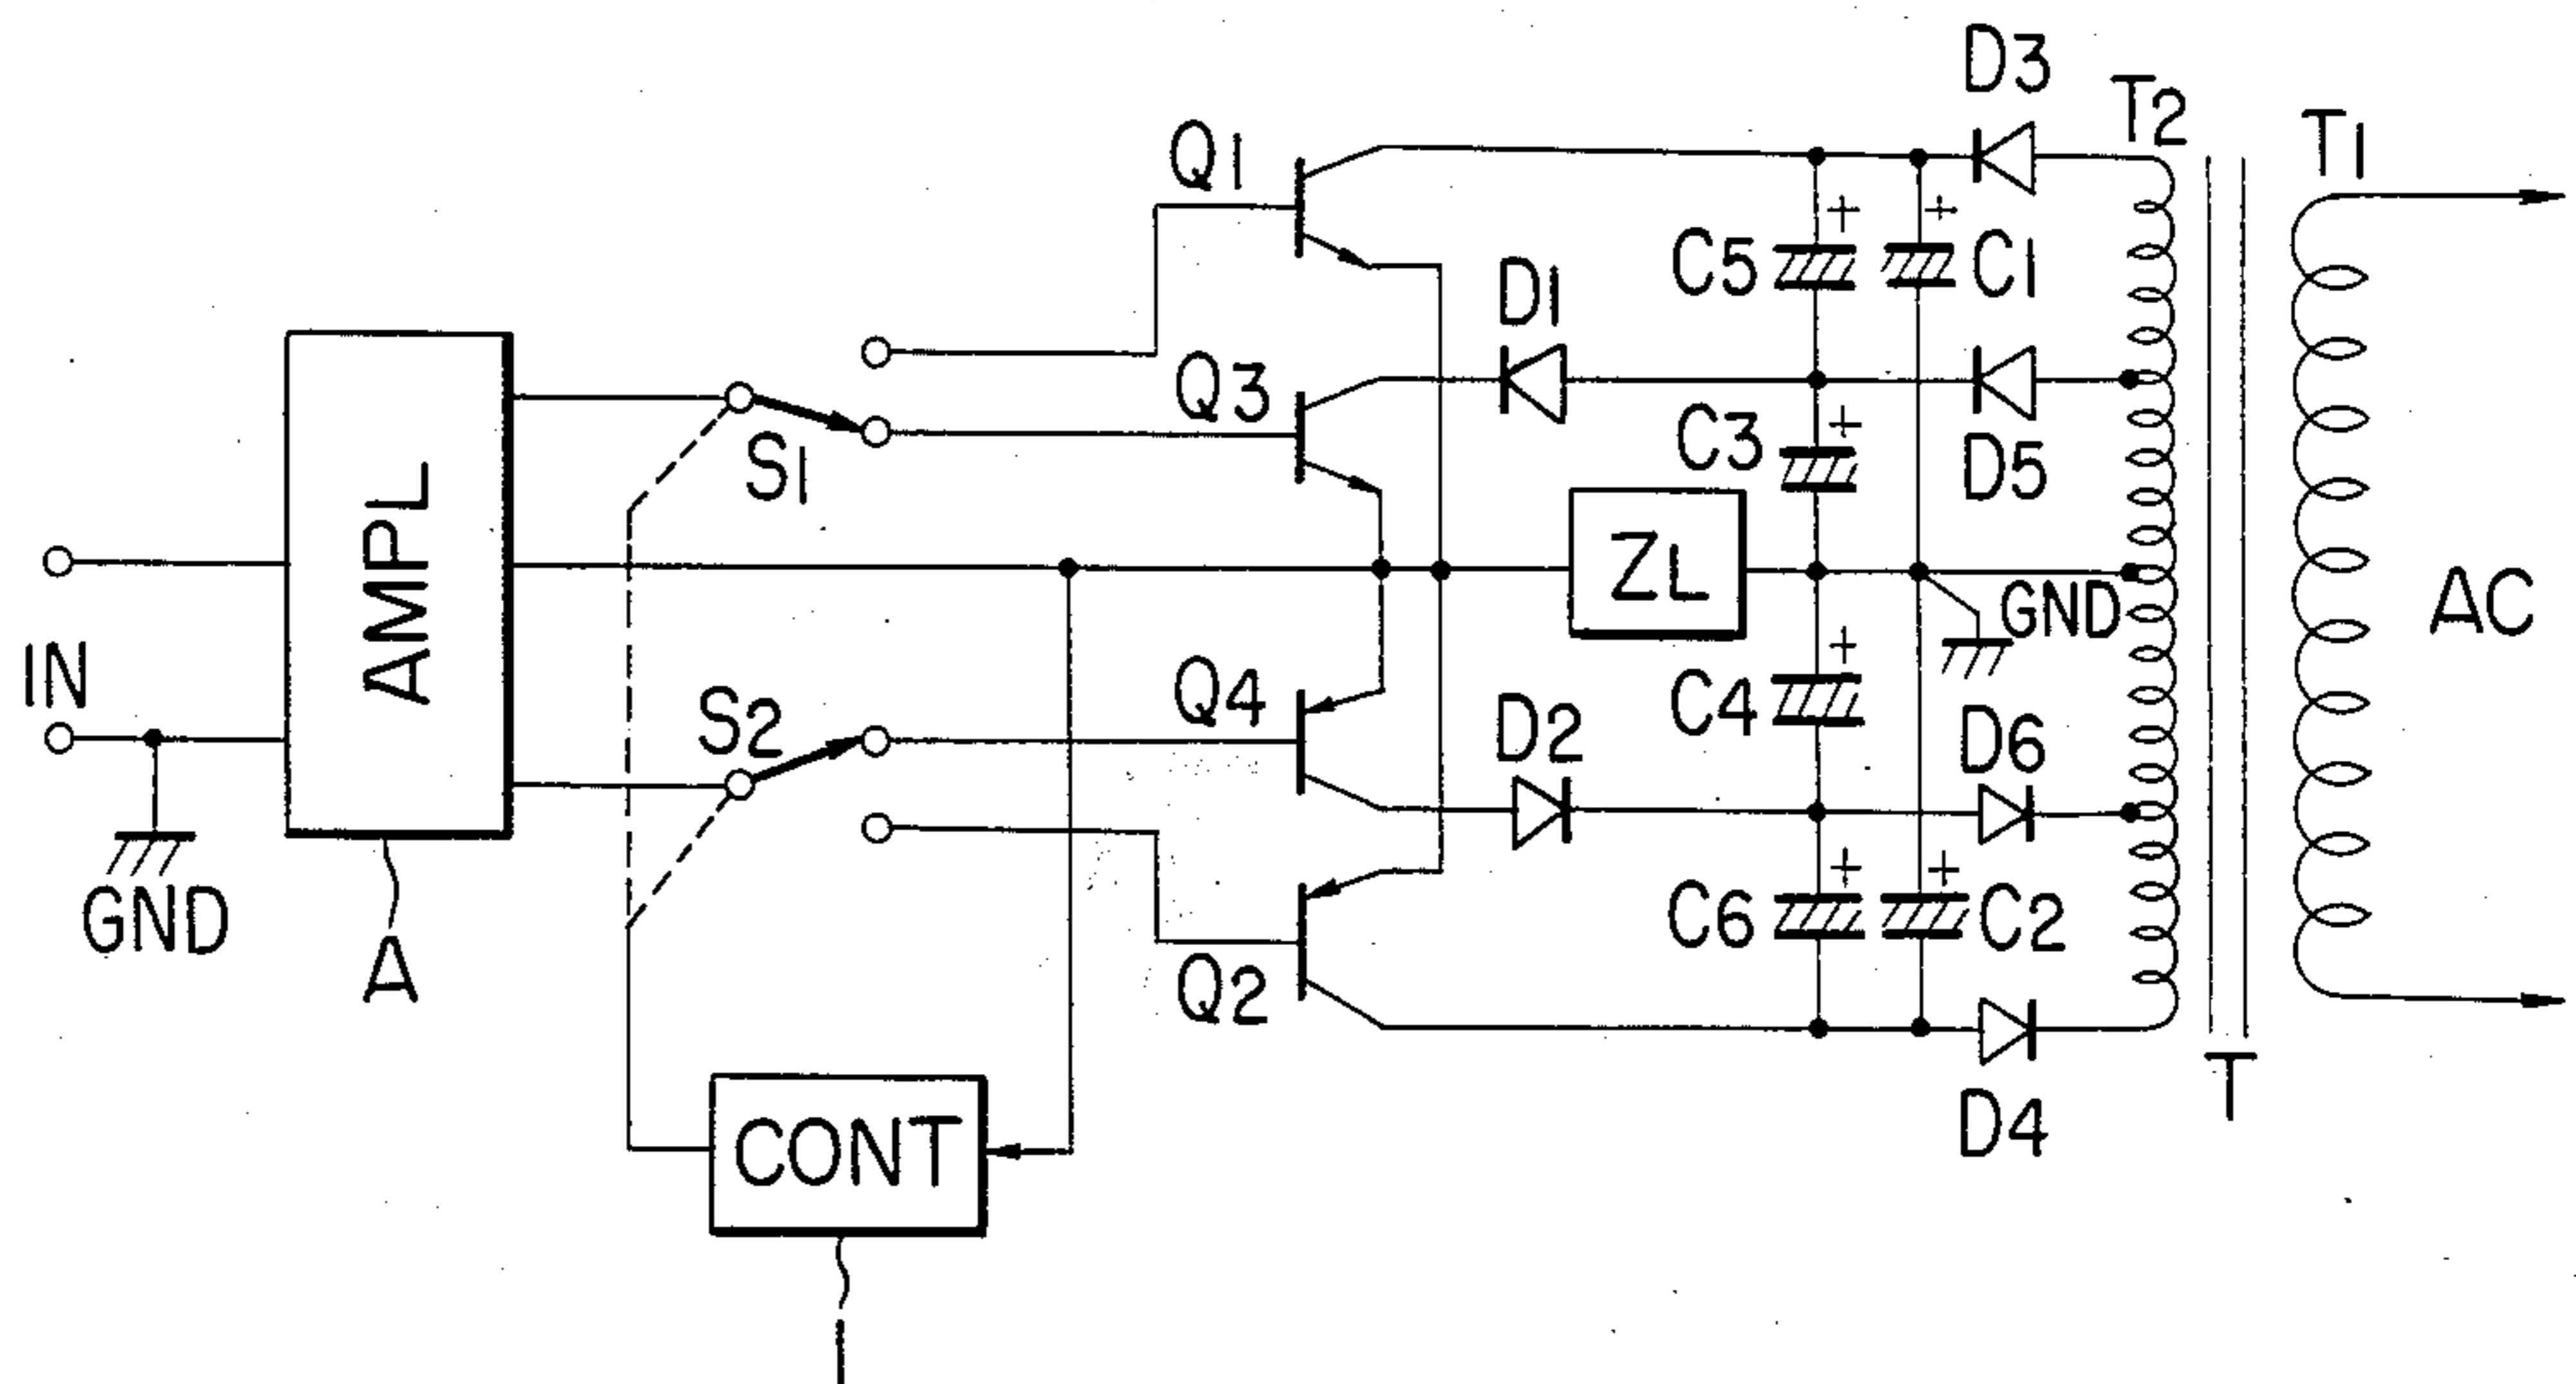 D3
T2
T1
Q1
C5
C1
D1
Q3
C3
D5
S1
AMPL
ZL
GND
AC
IN
S2
Q4
C4
D2
D6
GND
A
Q2
C6
C2
D4
T
CONT
1